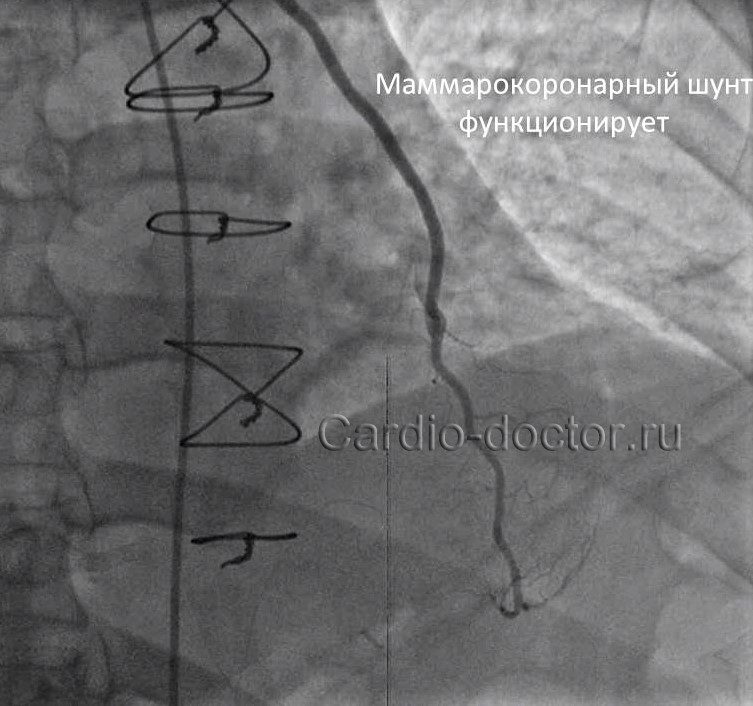 Маммарокоронарный шунт
функционирует
Cardio-doctor.ru